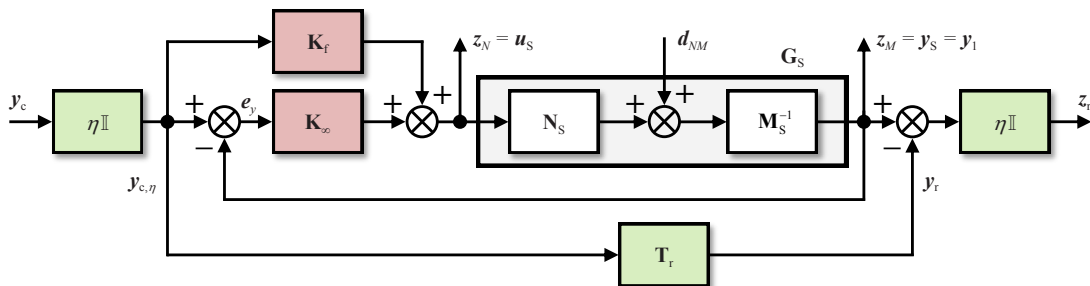 K_f
z_N = u_S
d_NM
z_M = y_S = y_1
G_S
y_c
η𝕀
+
e_y
K_∞
+
+
N_S
+
+
M_S^{-1}
+
η𝕀
z_r
−
−
y_{c,η}
y_r
T_r